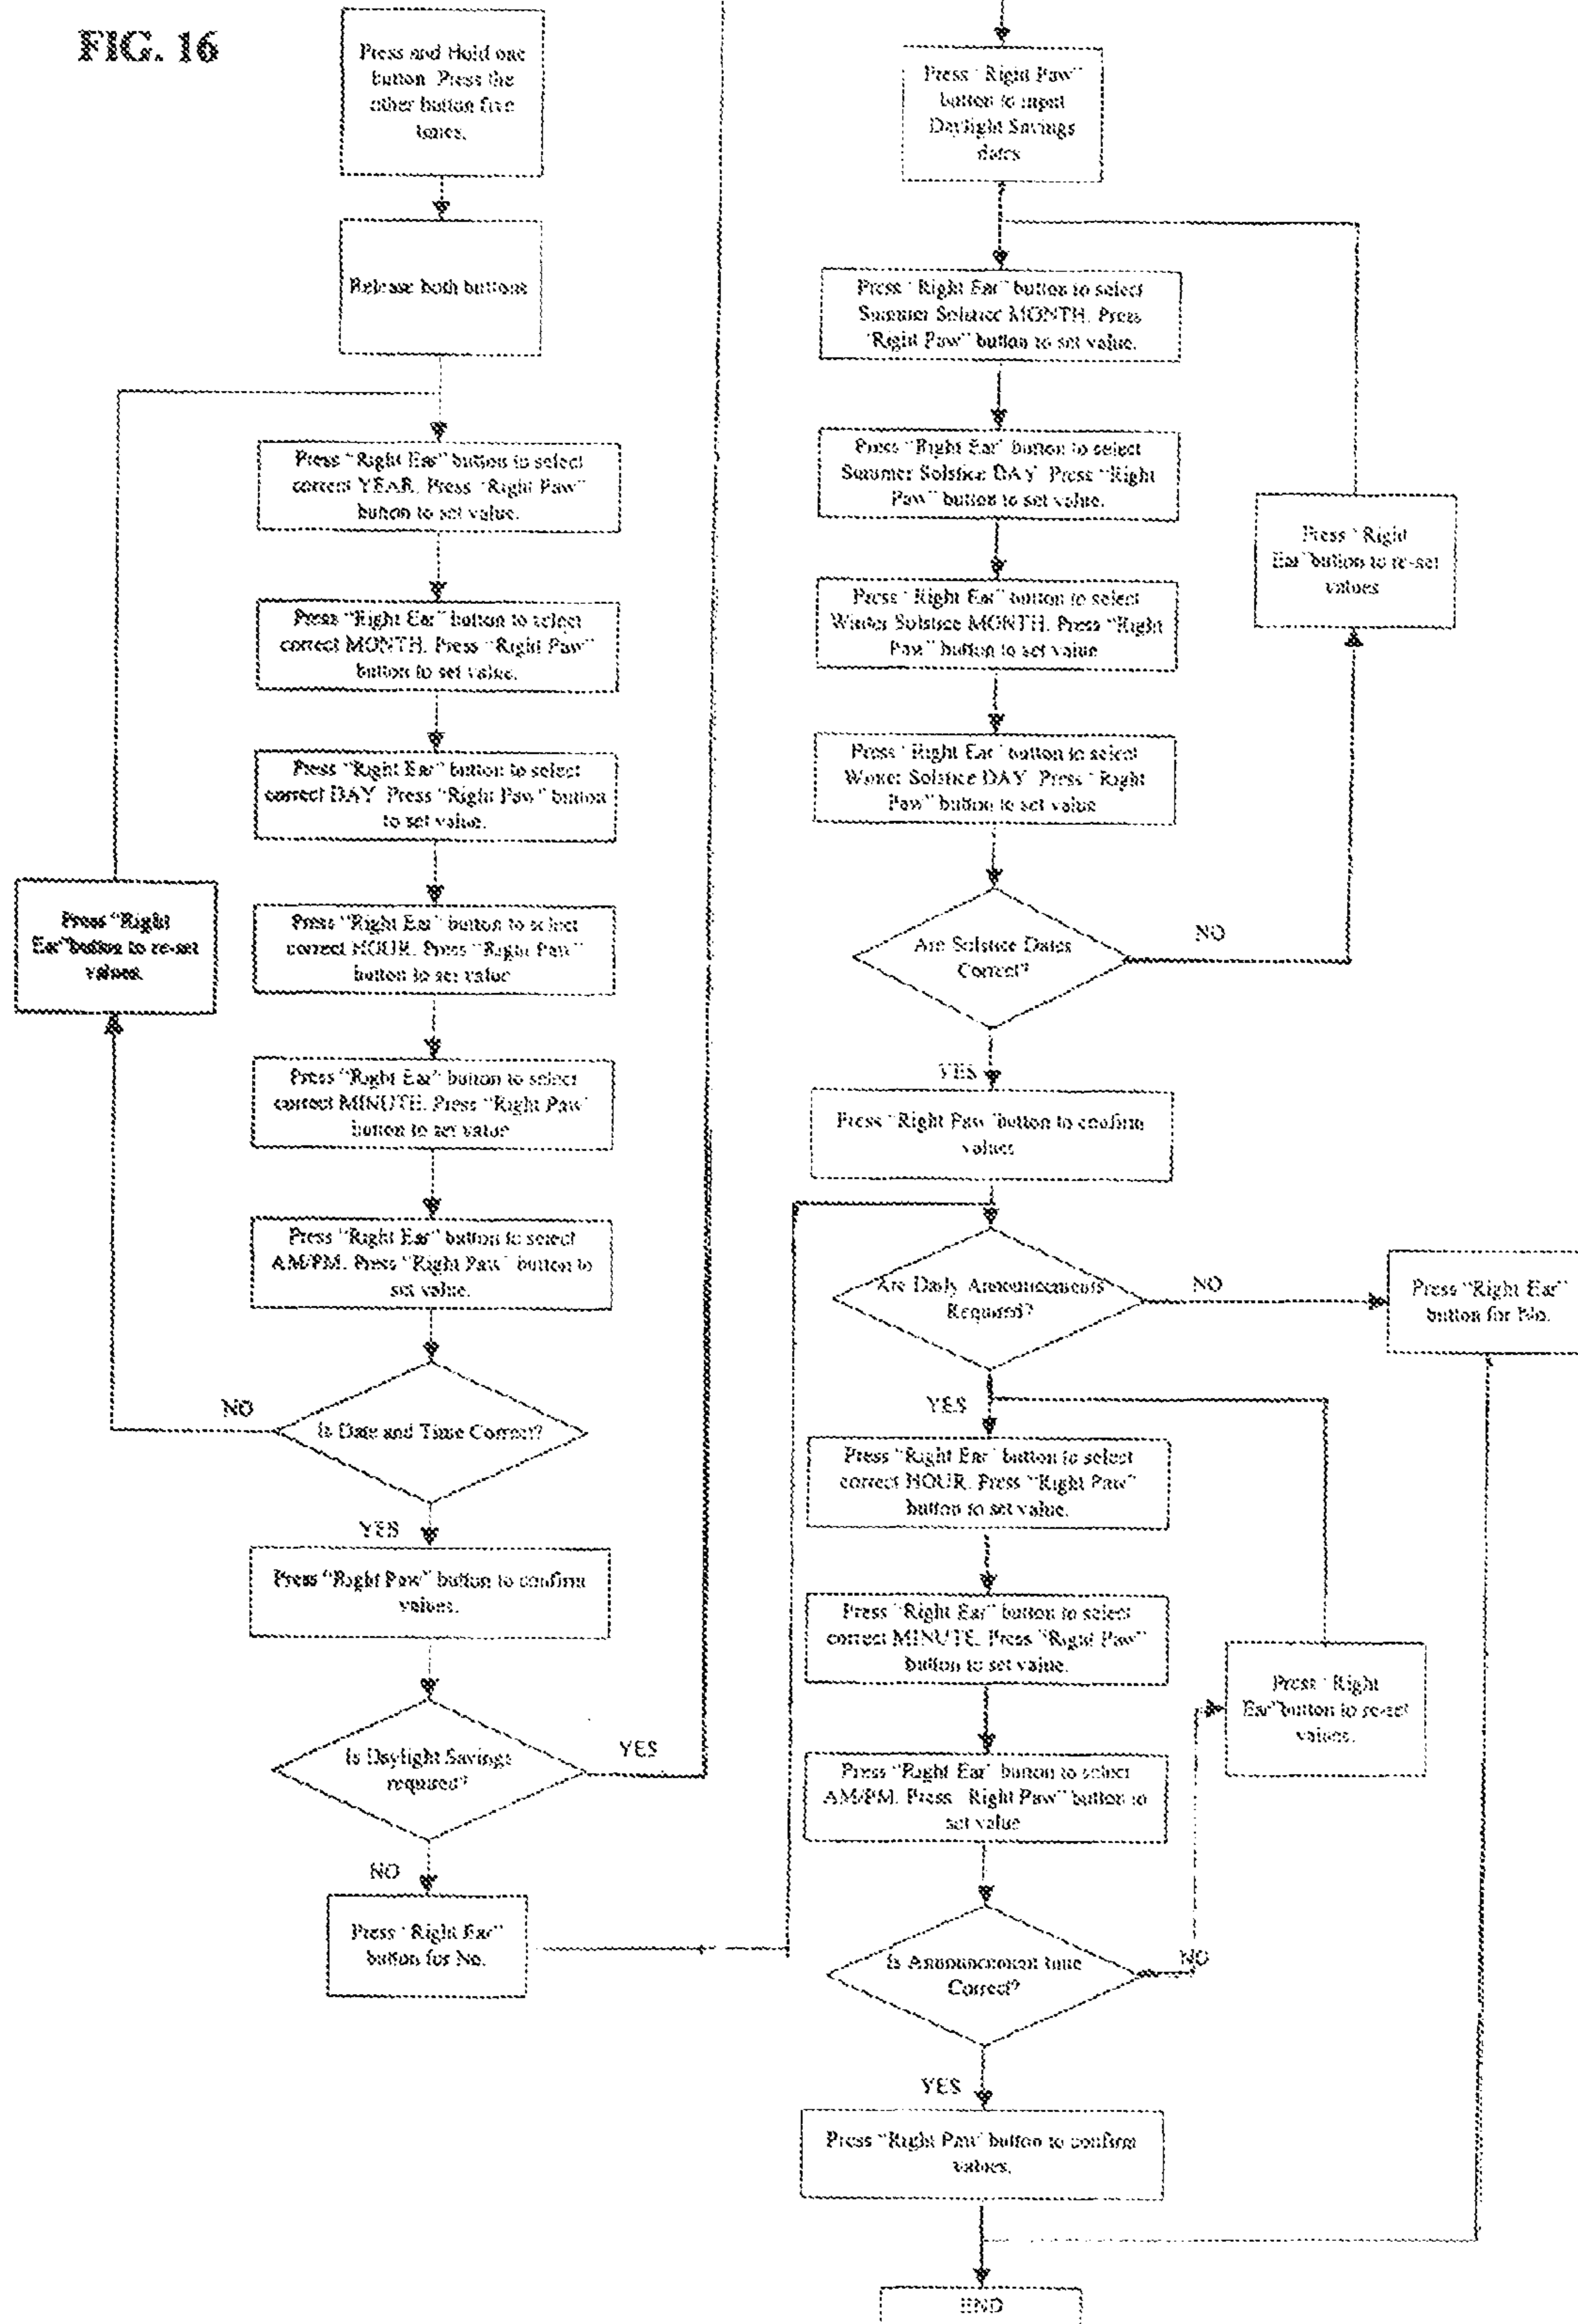 FIG. 16
Press and Hold one
button. Press the
other button five
times.
Release both buttons
Press "Right Ear" button to select
correct YEAR. Press "Right Paw"
button to set value.
Press "Right Ear" button to select
correct MONTH. Press "Right Paw"
button to set value.
Press "Right Ear" button to select
correct DAY. Press "Right Paw" button
to set value.
Press "Right
Ear"button to re-set
values.
Press "Right Ear" button to select
correct HOUR. Press "Right Paw"
button to set value
Press "Right Ear" button to select
correct MINUTE. Press "Right Paw"
button to set value
Press "Right Ear" button to select
AM/PM. Press "Right Paw" button to
set value.
NO
Is Date and Time Correct?
YES
Press "Right Paw" button to confirm
values.
Is Daylight Savings
required?
YES
NO
Press "Right Ear"
button for No.
Press "Right Paw"
button to input
Daylight Savings
dates
Press "Right Ear" button to select
Summer Solstice MONTH. Press
"Right Paw" button to set value.
Press "Right Ear" button to select
Summer Solstice DAY. Press "Right
Paw" button to set value.
Press "Right
Ear"button to re-set
values
Press "Right Ear" button to select
Winter Solstice MONTH. Press "Right
Paw" button to set value
Press "Right Ear" button to select
Winter Solstice DAY. Press "Right
Paw" button to set value
Are Solstice Dates
Correct?
NO
YES
Press "Right Paw" button to confirm
values
Are Daily Announcements
Required?
NO
Press "Right Ear"
button for No.
YES
Press "Right Ear" button to select
correct HOUR. Press "Right Paw"
button to set value.
Press "Right Ear" button to select
correct MINUTE. Press "Right Paw"
button to set value.
Press "Right
Ear"button to re-set
values.
Press "Right Ear" button to select
AM/PM. Press "Right Paw" button to
set value
Is Announcement time
Correct?
NO
YES
Press "Right Paw" button to confirm
values.
END